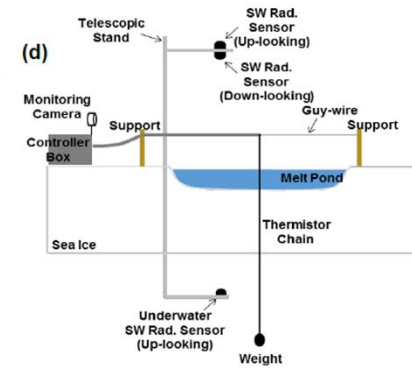 (d)
Telescopic
Stand
SW Rad.
Sensor
(Up-looking)
SW Rad.
Sensor
(Down-looking)
Monitoring
Camera
Controller
Box
Support
Guy-wire
Support
Melt Pond
Thermistor
Chain
Sea Ice
Underwater
SW Rad. Sensor
(Up-looking)
Weight